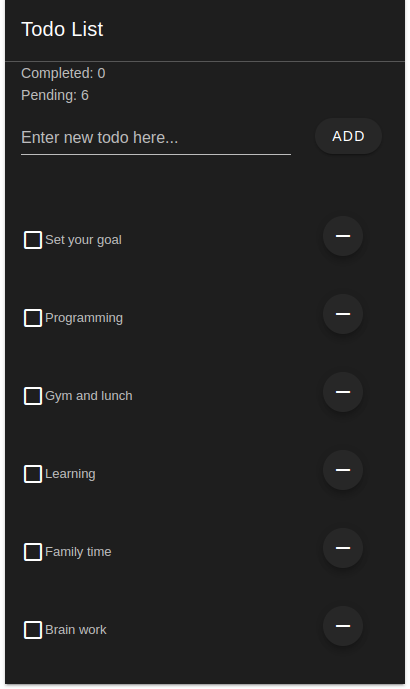 Todo List
Completed: 0
Pending: 6
Enter new todo here...
ADD
Set your goal
Programming
Gym and lunch
Learning
Family time
Brain work